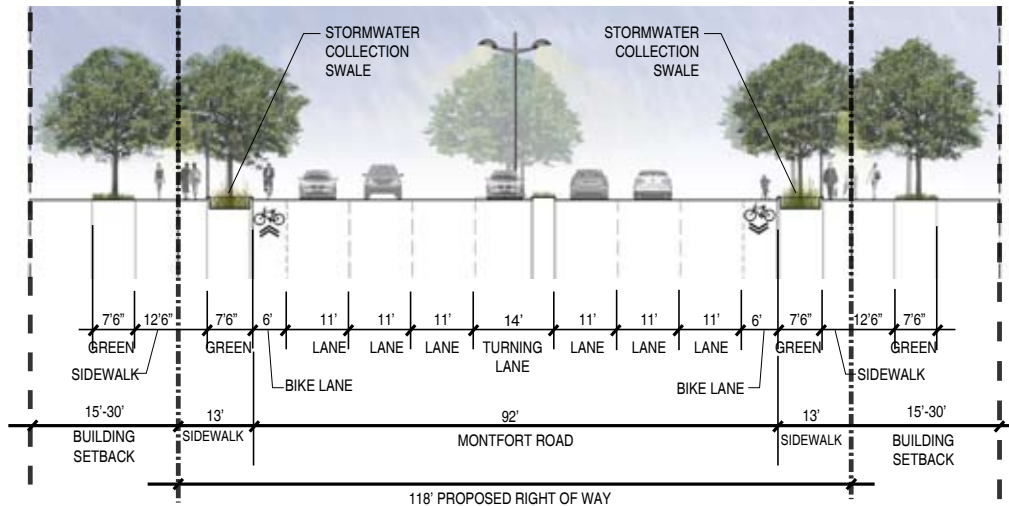 STORMWATER
COLLECTION
SWALE
STORMWATER
COLLECTION
SWALE
7'6" 12'6" 7'6" 6' 11' 11' 11' 14' 11' 11' 11' 6' 7'6" 12'6" 7'6"
GREEN GREEN LANE LANE LANE TURNING LANE LANE LANE GREEN GREEN
LANE
SIDEWALK BIKE LANE BIKE LANE SIDEWALK
15'-30' 13' 92' 13' 15'-30'
BUILDING SIDEWALK MONTFORT ROAD SIDEWALK BUILDING
SETBACK SETBACK
118' PROPOSED RIGHT OF WAY